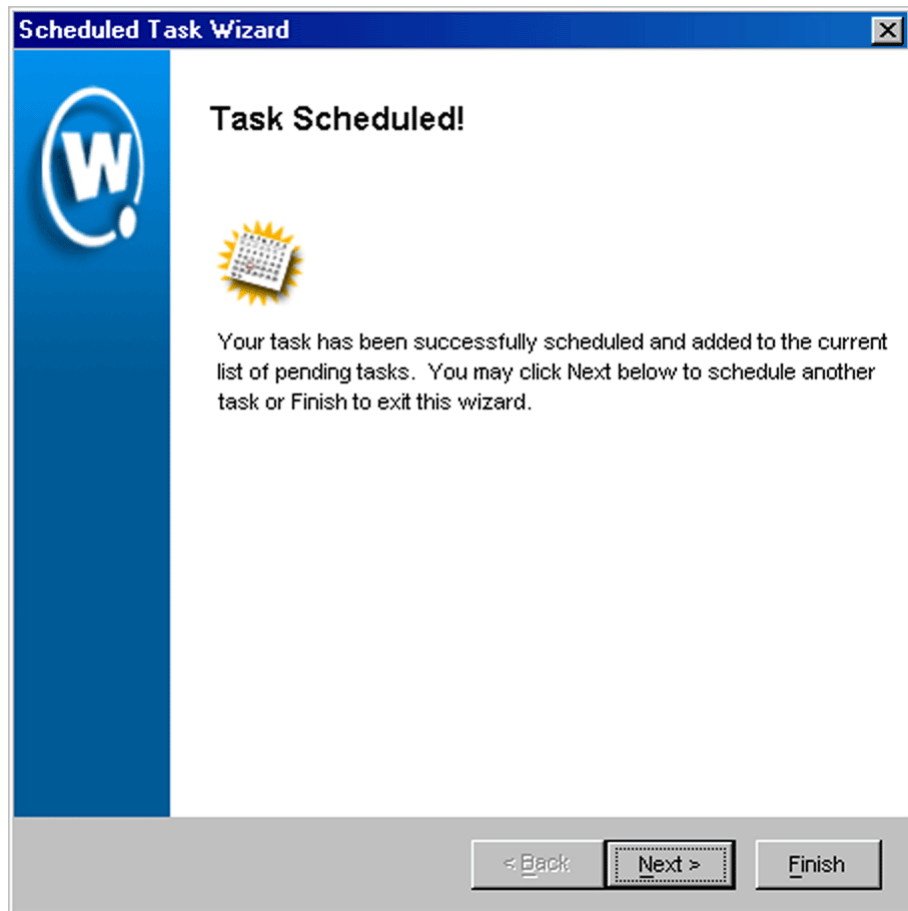 Scheduled Task Wizard
W
Task Scheduled!
Your task has been successfully scheduled and added to the current
list of pending tasks.  You may click Next below to schedule another
task or Finish to exit this wizard.
< Back
Next >
Finish